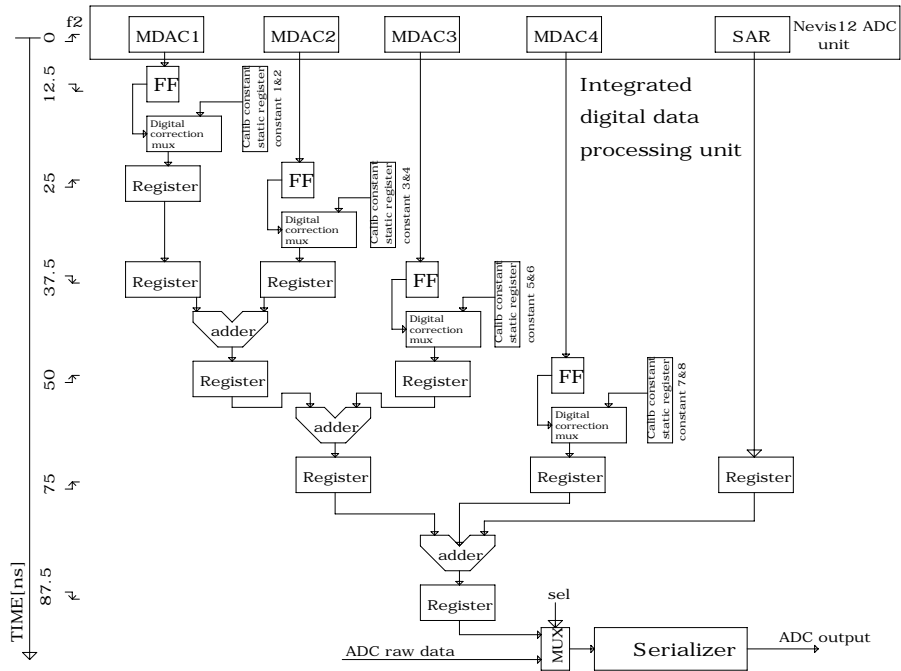 f2
MDAC1
MDAC2
MDAC3
MDAC4
SAR
Nevis12 ADC
unit
0
12.5
FF
Calib constant
static register
constant 1&2
Integrated
digital data
processing unit
Digital
correction
mux
25
Register
FF
Calib constant
static register
constant 3&4
Digital
correction
mux
37.5
Register
Register
FF
Calib constant
static register
constant 5&6
adder
Digital
correction
mux
50
Register
Register
FF
Calib constant
static register
constant 7&8
adder
Digital
correction
mux
75
Register
Register
Register
adder
87.5
Register
sel
TIME[ns]
ADC raw data
MUX
Serializer
ADC output